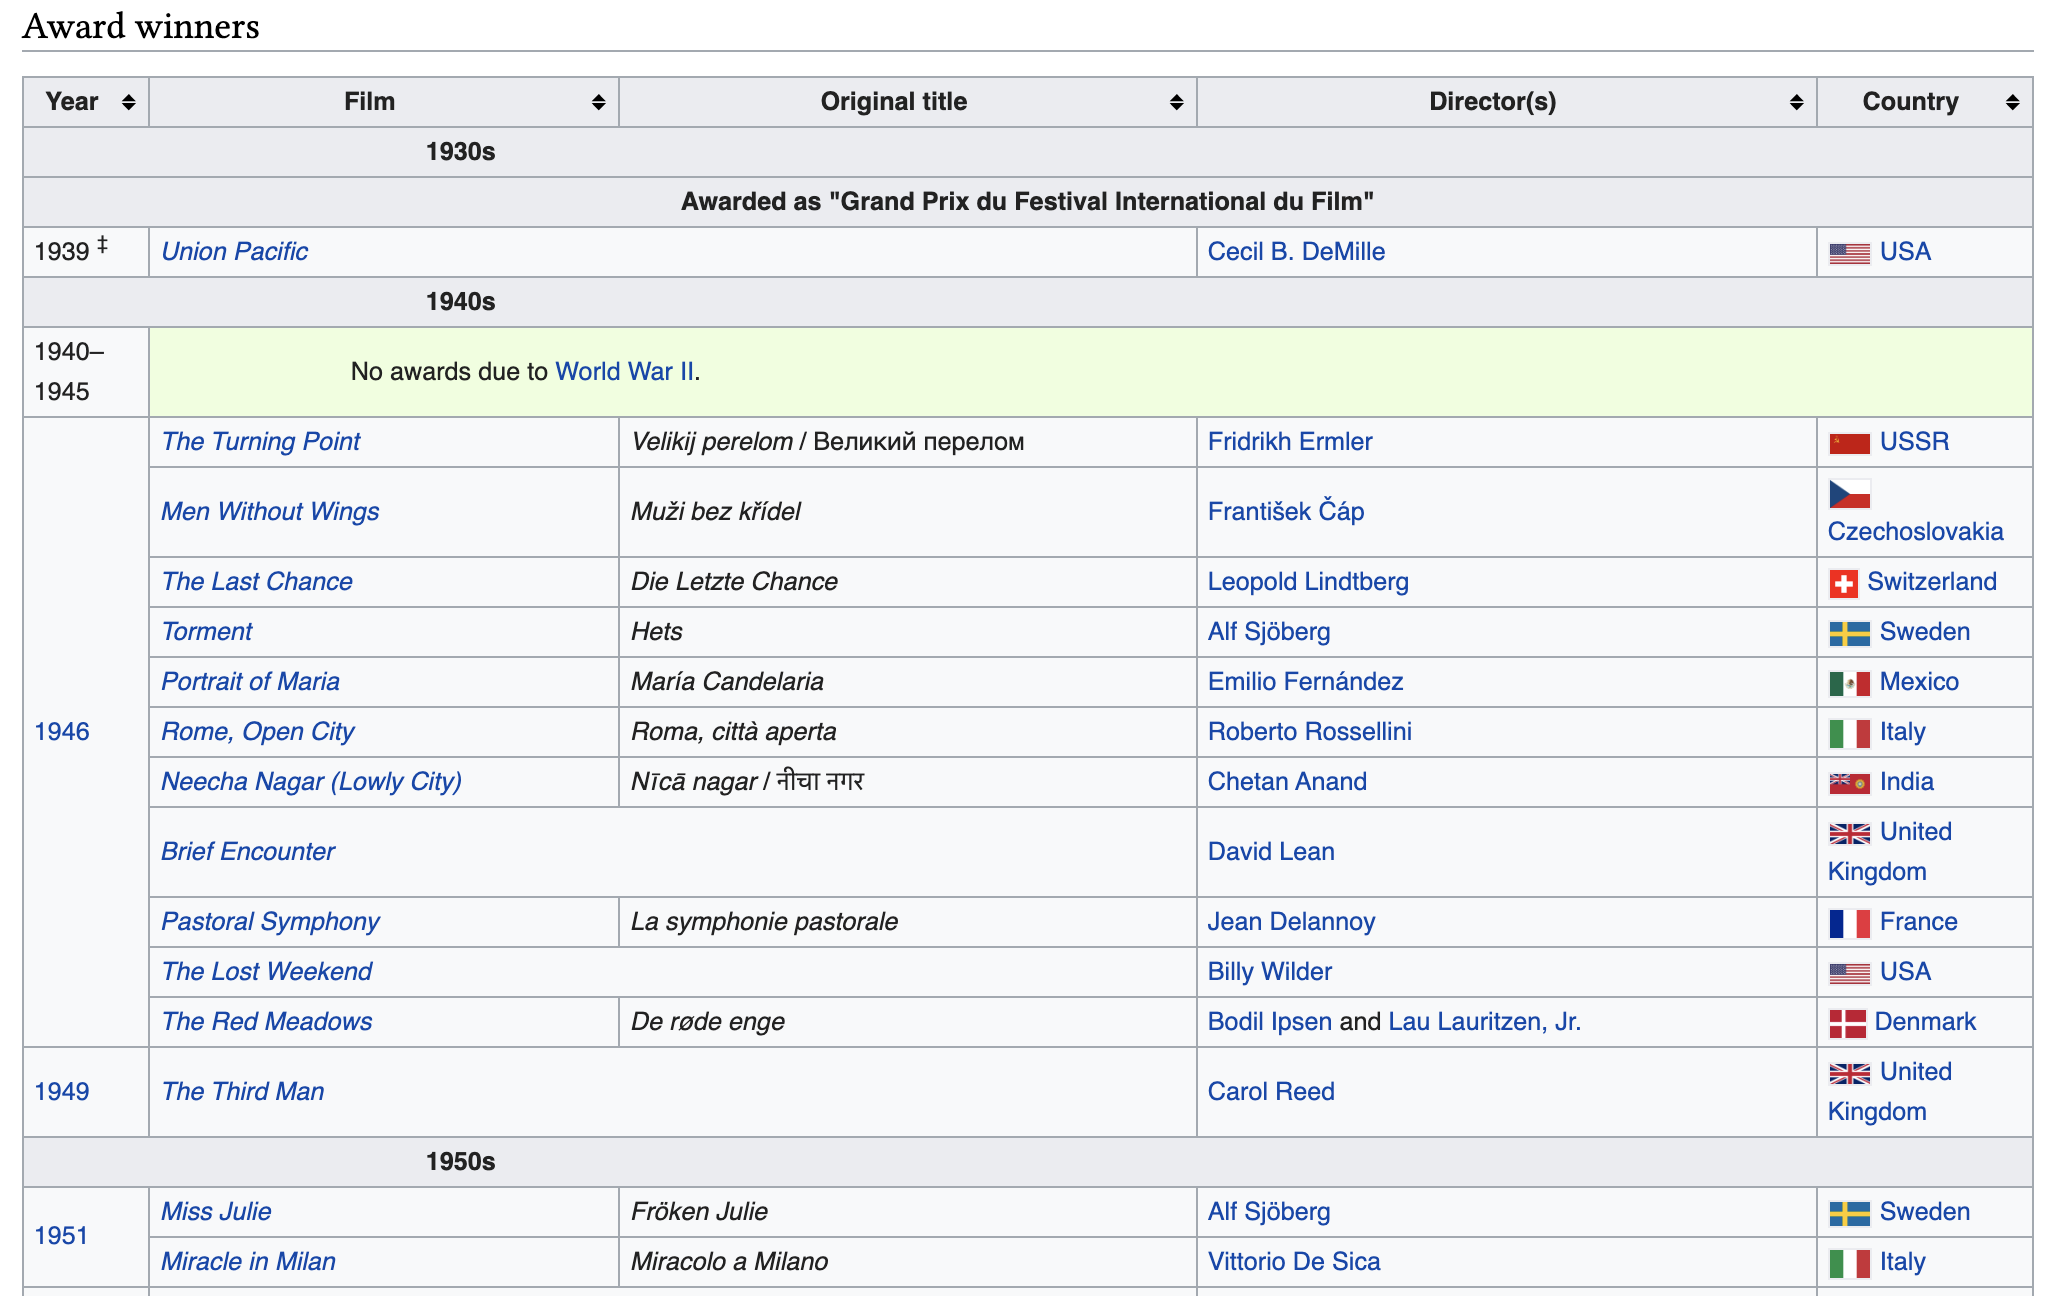 Award winners
Year Film Original title Director(s) Country
1930s
Awarded as "Grand Prix du Festival International du Film"
1939 ‡ Union Pacific Cecil B. DeMille USA
1940s
1940–
1945
No awards due to World War II.
1946
The Turning Point Velikij perelom / Великий перелом Fridrikh Ermler USSR
Men Without Wings Muži bez křídel František Čáp Czechoslovakia
The Last Chance Die Letzte Chance Leopold Lindtberg Switzerland
Torment Hets Alf Sjöberg Sweden
Portrait of Maria María Candelaria Emilio Fernández Mexico
Rome, Open City Roma, città aperta Roberto Rossellini Italy
Neecha Nagar (Lowly City) Nīcā nagar / नीचा नगर Chetan Anand India
Brief Encounter David Lean United
Kingdom
Pastoral Symphony La symphonie pastorale Jean Delannoy France
The Lost Weekend Billy Wilder USA
The Red Meadows De røde enge Bodil Ipsen and Lau Lauritzen, Jr. Denmark
1949 The Third Man Carol Reed United
Kingdom
1950s
1951
Miss Julie Fröken Julie Alf Sjöberg Sweden
Miracle in Milan Miracolo a Milano Vittorio De Sica Italy